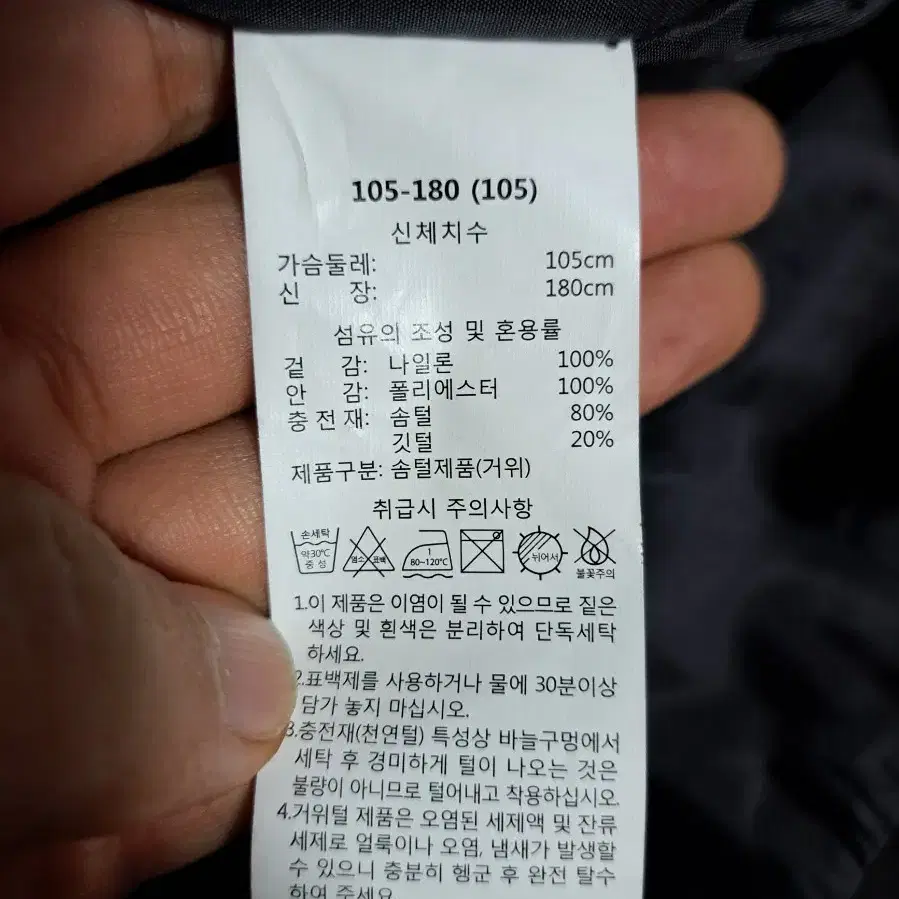 105-180 (105)
신체치수
가슴둘레: 105cm
신 장: 180cm
섬유의 조성 및 혼용률
겉 감: 나일론 100%
안 감: 폴리에스터 100%
충전재: 솜털 80%
깃털 20%
제품구분: 솜털제품(거위)
취급시 주의사항
손세탁
약30℃
중성
염소 표백
1
80~120℃
뉘어서
불꽃주의
1.이 제품은 이염이 될 수 있으므로 짙은
색상 및 흰색은 분리하여 단독세탁
하세요.
2.표백제를 사용하거나 물에 30분이상
담가 놓지 마십시오.
3.충전재(천연털) 특성상 바늘구멍에서
세탁 후 경미하게 털이 나오는 것은
불량이 아니므로 털어내고 착용하십시오.
4.거위털 제품은 오염된 세제액 및 잔류
세제로 얼룩이나 오염, 냄새가 발생할
수 있으니 충분히 헹군 후 완전 탈수
하여 주세요